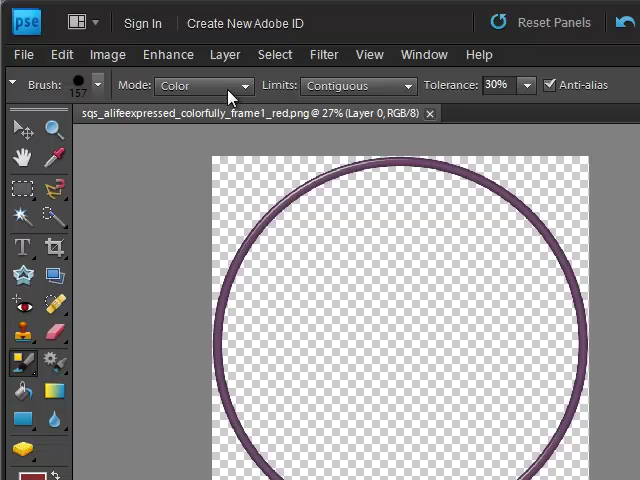 pse Sign In Create New Adobe ID Reset Panels
File Edit Image Enhance Layer Select Filter View Window Help
Brush: 157 Mode: Color Limits: Contiguous Tolerance: 30% Anti-alias
sqs_alifeexpressed_colorfully_frame1_red.png @ 27% (Layer 0, RGB/8)
T